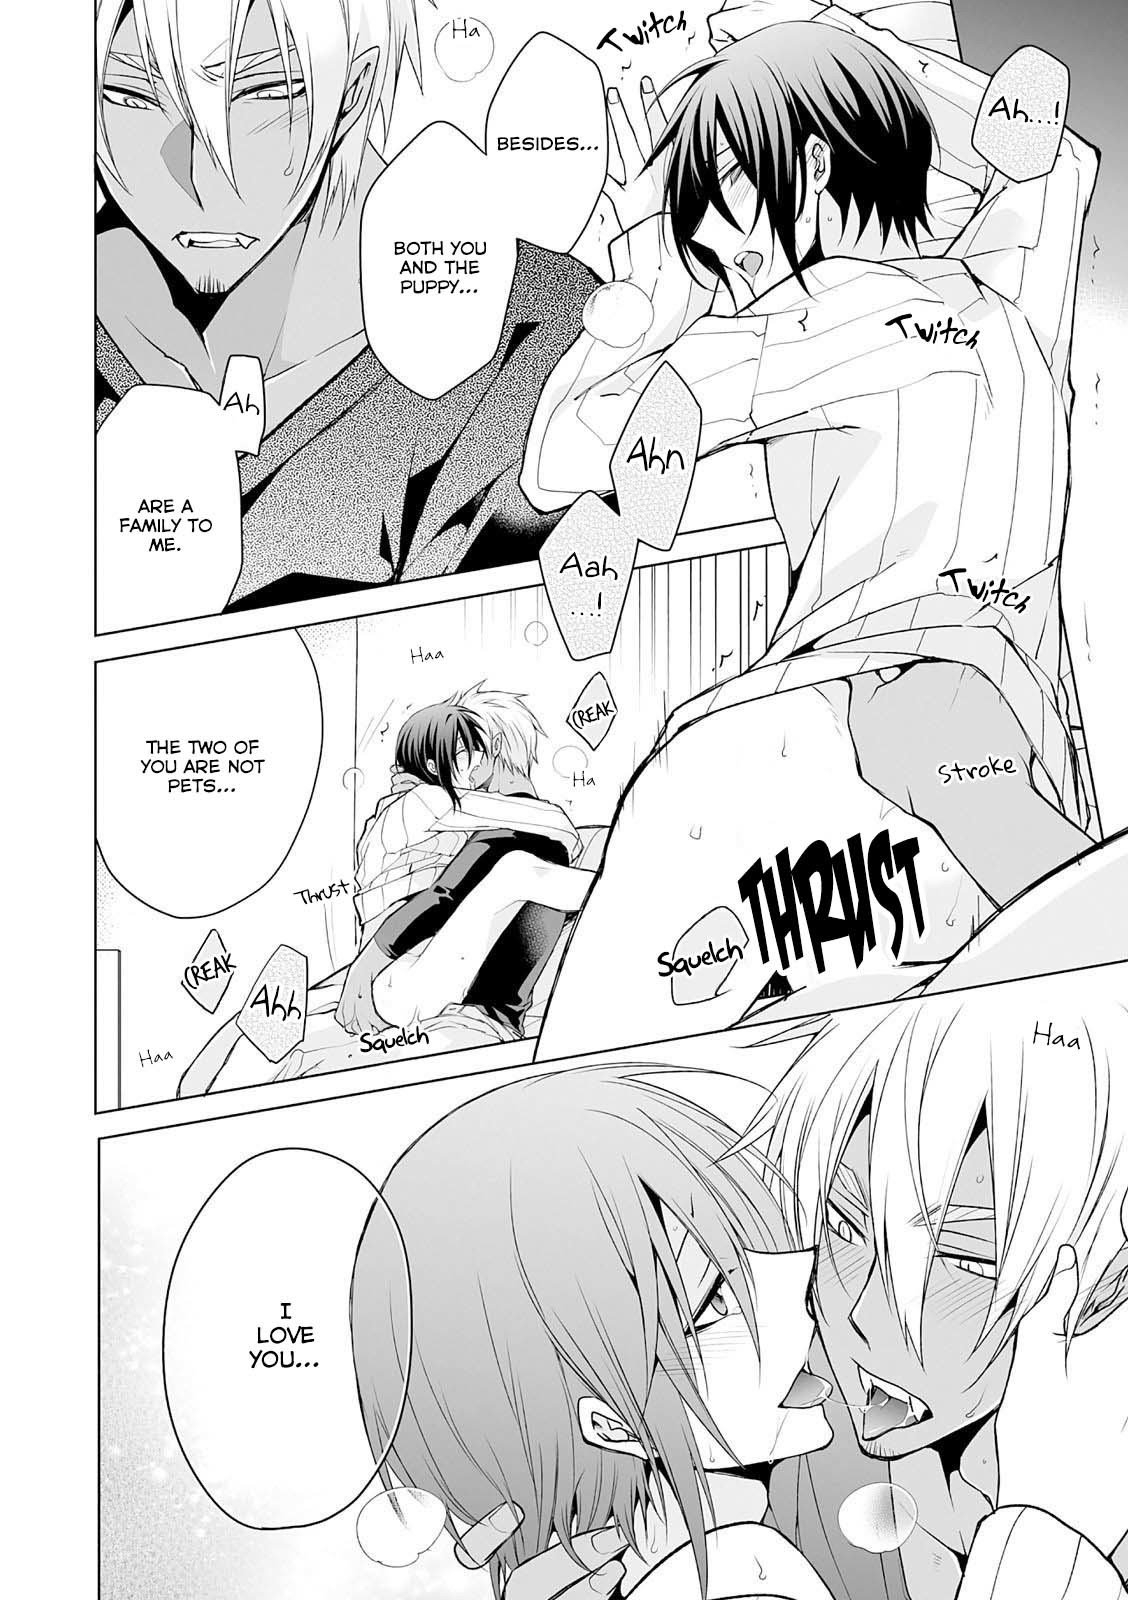 Twitch
Ah...!
Ha
BESIDES...
BOTH YOU
AND THE
PUPPY...
Twitch
Ahn
Aah
...!
Twitch
Ah
ARE A
FAMILY TO
ME.
Stroke
THRUST
Squelch
Haa
CREAK
Ha
THE TWO OF
YOU ARE NOT
PETS...
Thrust
CREAK
Ahh
Squelch
Haa
Haa
I
LOVE
YOU...